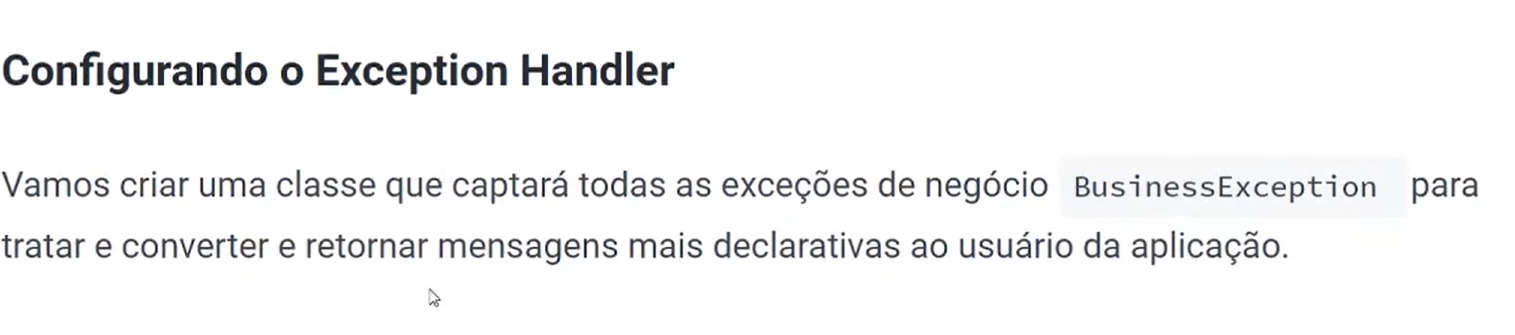 Configurando o Exception Handler
Vamos criar uma classe que captará todas as exceções de negócio BusinessException para
tratar e converter e retornar mensagens mais declarativas ao usuário da aplicação.